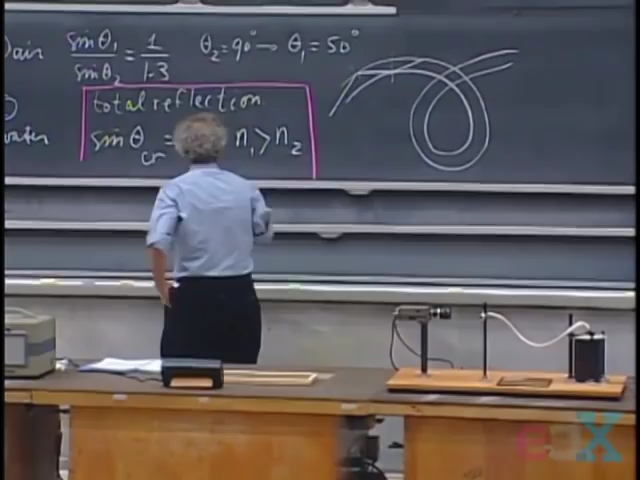 air sinθ₁/sinθ₂ = 1/1.3 θ₂=90° → θ₁=50°
total reflection
water sinθcr = n₁>n₂
edX